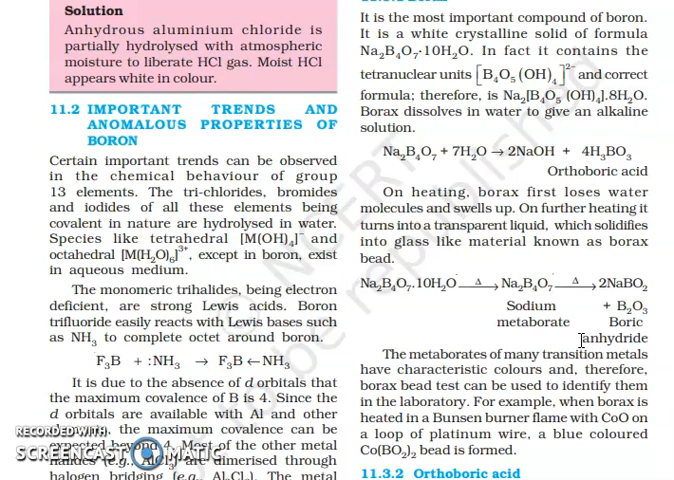 Solution
Anhydrous aluminium chloride is
partially hydrolysed with atmospheric
moisture to liberate HCl gas. Moist HCl
appears white in colour.
11.2 IMPORTANT TRENDS AND
ANOMALOUS PROPERTIES OF
BORON
Certain important trends can be observed
in the chemical behaviour of group
13 elements. The tri-chlorides, bromides
and iodides of all these elements being
covalent in nature are hydrolysed in water.
Species like tetrahedral [M(OH)₄]⁻ and
octahedral [M(H₂O)₆]³⁺, except in boron, exist
in aqueous medium.
The monomeric trihalides, being electron
deficient, are strong Lewis acids. Boron
trifluoride easily reacts with Lewis bases such
as NH₃ to complete octet around boron.
F₃B + :NH₃ → F₃B ← NH₃
It is due to the absence of d orbitals that
the maximum covalence of B is 4. Since the
d orbitals are available with Al and other
the maximum covalence can be
expected beyond 4. Most of the other metal
halides (e.g., AlCl₃) are dimerised through
halogen bridging (e.g., Al₂Cl₆). The metal
It is the most important compound of boron.
It is a white crystalline solid of formula
Na₂B₄O₇·10H₂O. In fact it contains the
tetranuclear units [B₄O₅(OH)₄]²⁻ and correct
formula; therefore, is Na₂[B₄O₅ (OH)₄].8H₂O.
Borax dissolves in water to give an alkaline
solution.
Na₂B₄O₇ + 7H₂O → 2NaOH + 4H₃BO₃
Orthoboric acid
On heating, borax first loses water
molecules and swells up. On further heating it
turns into a transparent liquid, which solidifies
into glass like material known as borax
bead.
Na₂B₄O₇.10H₂O —Δ→ Na₂B₄O₇ —Δ→ 2NaBO₂
Sodium + B₂O₃
metaborate Boric
anhydride
The metaborates of many transition metals
have characteristic colours and, therefore,
borax bead test can be used to identify them
in the laboratory. For example, when borax is
heated in a Bunsen burner flame with CoO on
a loop of platinum wire, a blue coloured
Co(BO₂)₂ bead is formed.
11.3.2 Orthoboric acid
© NCERT
not to be republished
RECORDED WITH
SCREENCAST MATIC